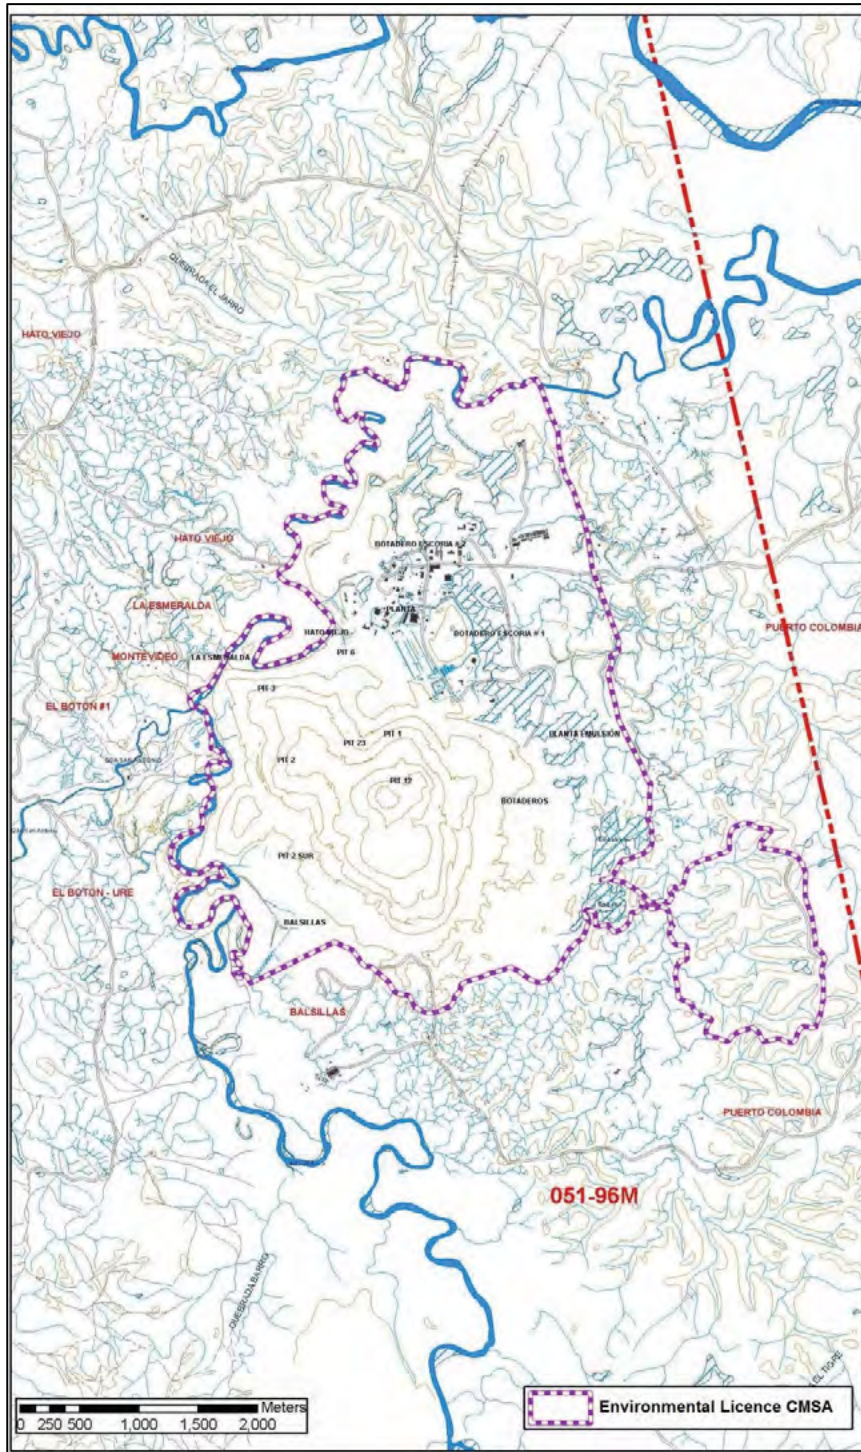 QUEBRADA EL JARRO
HATO VIEJO
HATO VIEJO
BOTADERO ESCORIA # 2
LA ESMERALDA
PLANTA
HATO VIEJO
BOTADERO ESCORIA # 1
PUERTO COLOMBIA
MONTEVIDEO
LA ESMERALDA
PIT 6
PIT 3
EL BOTON #1
PIT 23
PIT 1
PLANTA EMULSIÓN
PIT 2
PIT 12
BOTADEROS
PIT 2 SUR
EL BOTON - URE
BALSILLAS
BALSILLAS
PUERTO COLOMBIA
051-96M
QUEBRADA BARRO
EL TIGRE
Meters
0 250 500 1,000 1,500 2,000
Environmental Licence CMSA